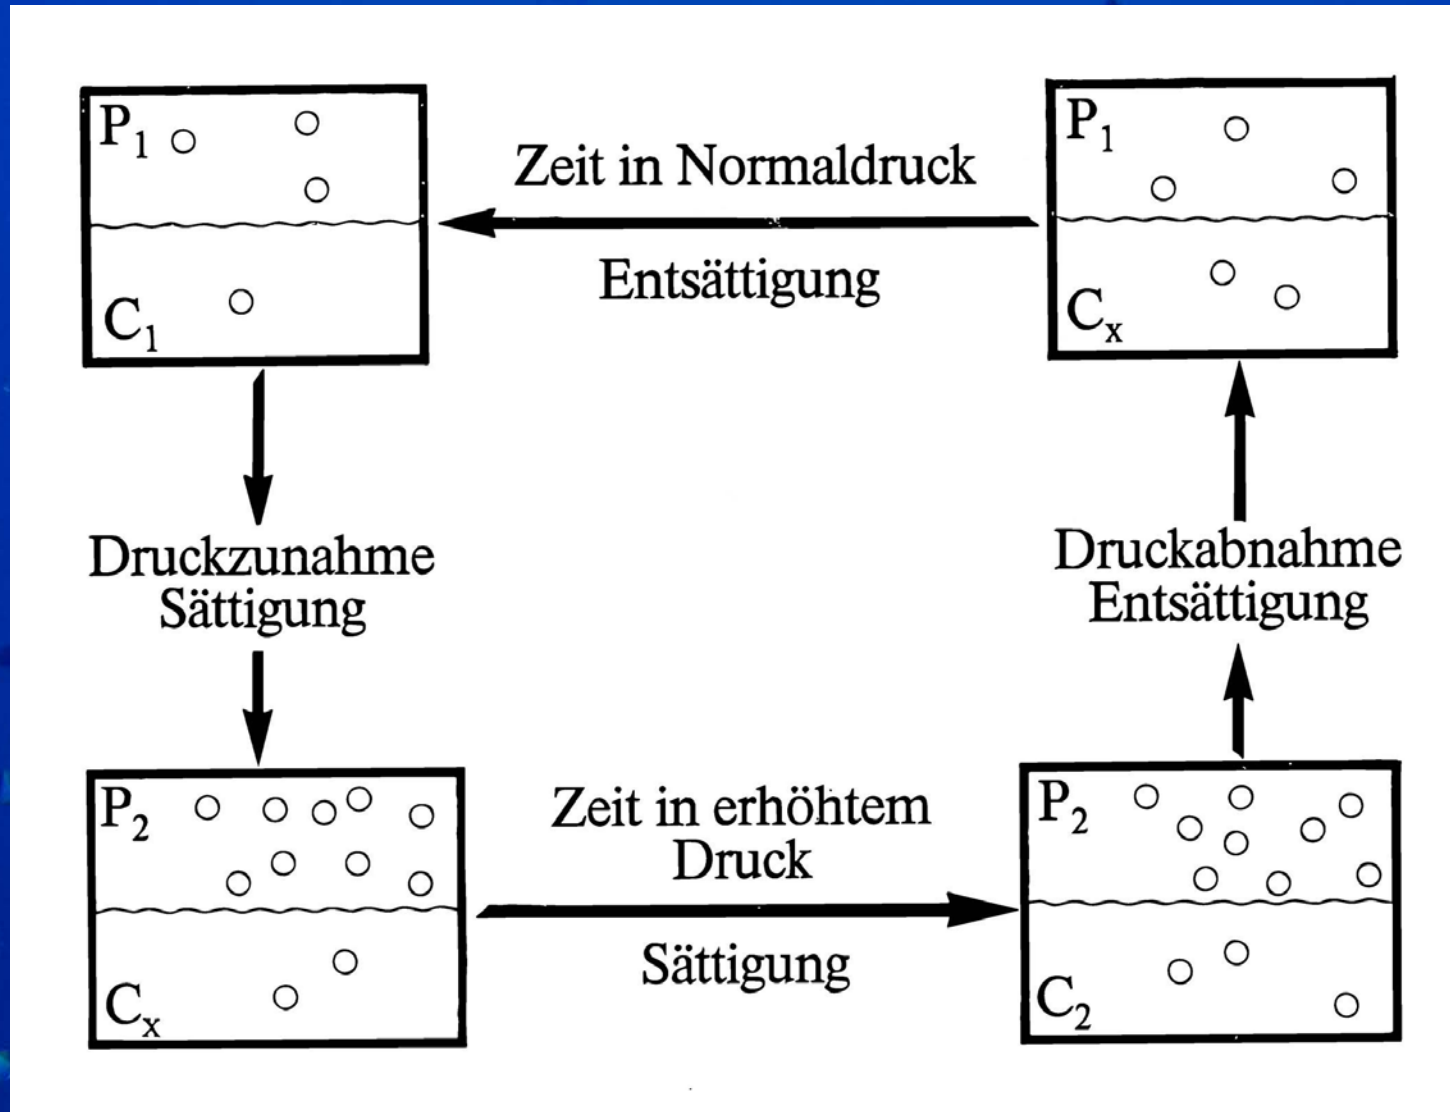 P₁
C₁
Zeit in Normaldruck
Entsättigung
P₁
Cₓ
Druckzunahme
Sättigung
Druckabnahme
Entsättigung
P₂
Cₓ
Zeit in erhöhtem
Druck
Sättigung
P₂
C₂